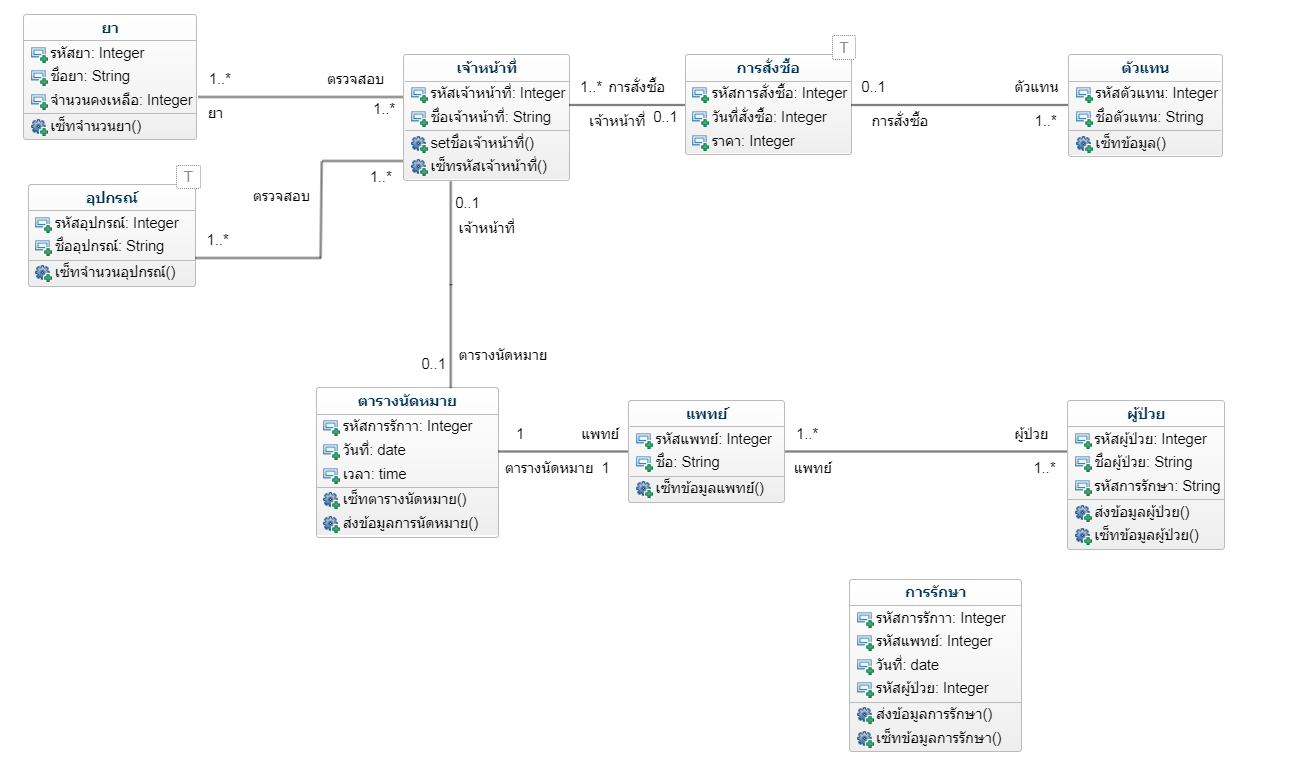 ยา
รหัสยา: Integer
ชื่อยา: String
จำนวนคงเหลือ: Integer
เซ็ทจำนวนยา()
1..*
ตรวจสอบ
ยา
1..*
เจ้าหน้าที่
รหัสเจ้าหน้าที่: Integer
ชื่อเจ้าหน้าที่: String
setชื่อเจ้าหน้าที่()
เซ็ทรหัสเจ้าหน้าที่()
1..* การสั่งซื้อ
เจ้าหน้าที่ 0..1
T
การสั่งซื้อ
รหัสการสั่งซื้อ: Integer
วันที่สั่งซื้อ: Integer
ราคา: Integer
0..1
ตัวแทน
การสั่งซื้อ
1..*
ตัวแทน
รหัสตัวแทน: Integer
ชื่อตัวแทน: String
เซ็ทข้อมูล()
T
อุปกรณ์
รหัสอุปกรณ์: Integer
ชื่ออุปกรณ์: String
เซ็ทจำนวนอุปกรณ์()
ตรวจสอบ
1..*
1..*
0..1
เจ้าหน้าที่
0..1
ตารางนัดหมาย
ตารางนัดหมาย
รหัสการรักาา: Integer
วันที่: date
เวลา: time
เซ็ทตารางนัดหมาย()
ส่งข้อมูลการนัดหมาย()
1
แพทย์
ตารางนัดหมาย 1
แพทย์
รหัสแพทย์: Integer
ชื่อ: String
เซ็ทข้อมูลแพทย์()
1..*
ผู้ป่วย
แพทย์
1..*
ผู้ป่วย
รหัสผู้ป่วย: Integer
ชื่อผู้ป่วย: String
รหัสการรักษา: String
ส่งข้อมูลผู้ป่วย()
เซ็ทข้อมูลผู้ป่วย()
การรักษา
รหัสการรักาา: Integer
รหัสแพทย์: Integer
วันที่: date
รหัสผู้ป่วย: Integer
ส่งข้อมูลการรักษา()
เซ็ทข้อมูลการรักษา()